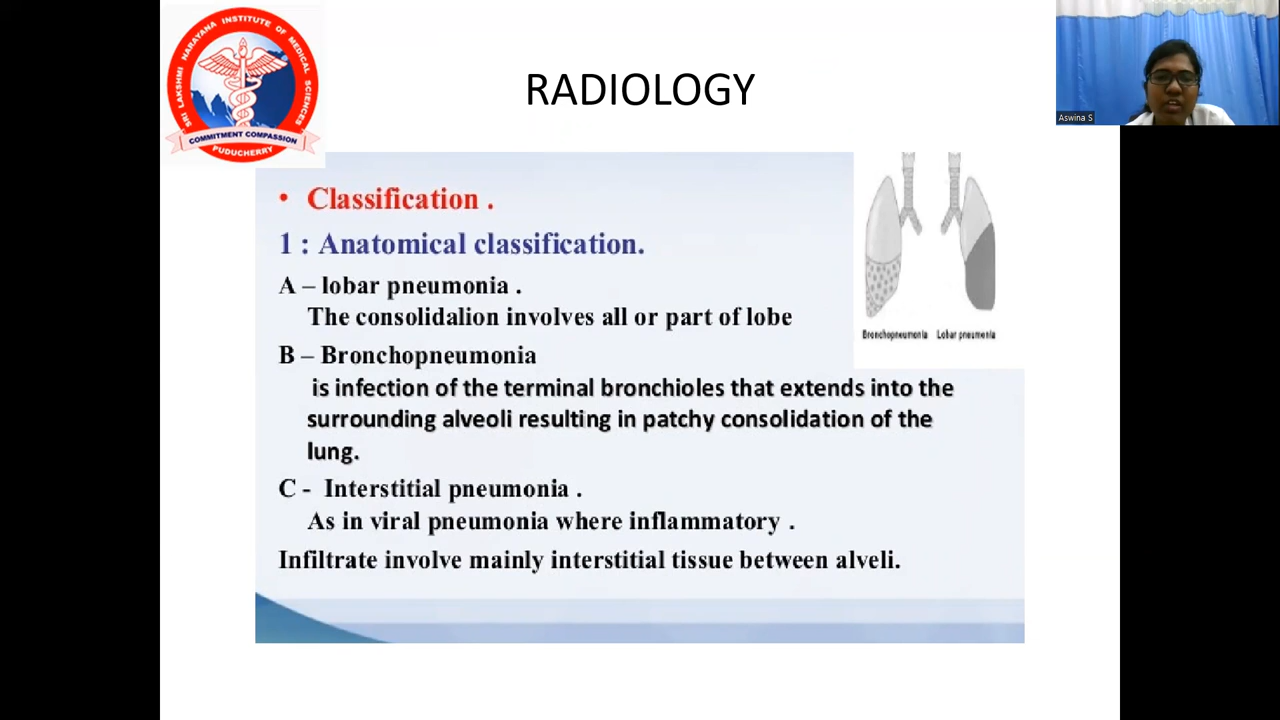 SRI LAKSHMI NARAYANA INSTITUTE OF MEDICAL SCIENCES
COMMITMENT COMPASSION
PUDUCHERRY
RADIOLOGY
Aswina S
• Classification .
1 : Anatomical classification.
A – lobar pneumonia .
The consolidalion involves all or part of lobe
Bronchopneumonia Lobar pneumonia
B – Bronchopneumonia
is infection of the terminal bronchioles that extends into the
surrounding alveoli resulting in patchy consolidation of the
lung.
C - Interstitial pneumonia .
As in viral pneumonia where inflammatory .
Infiltrate involve mainly interstitial tissue between alveli.